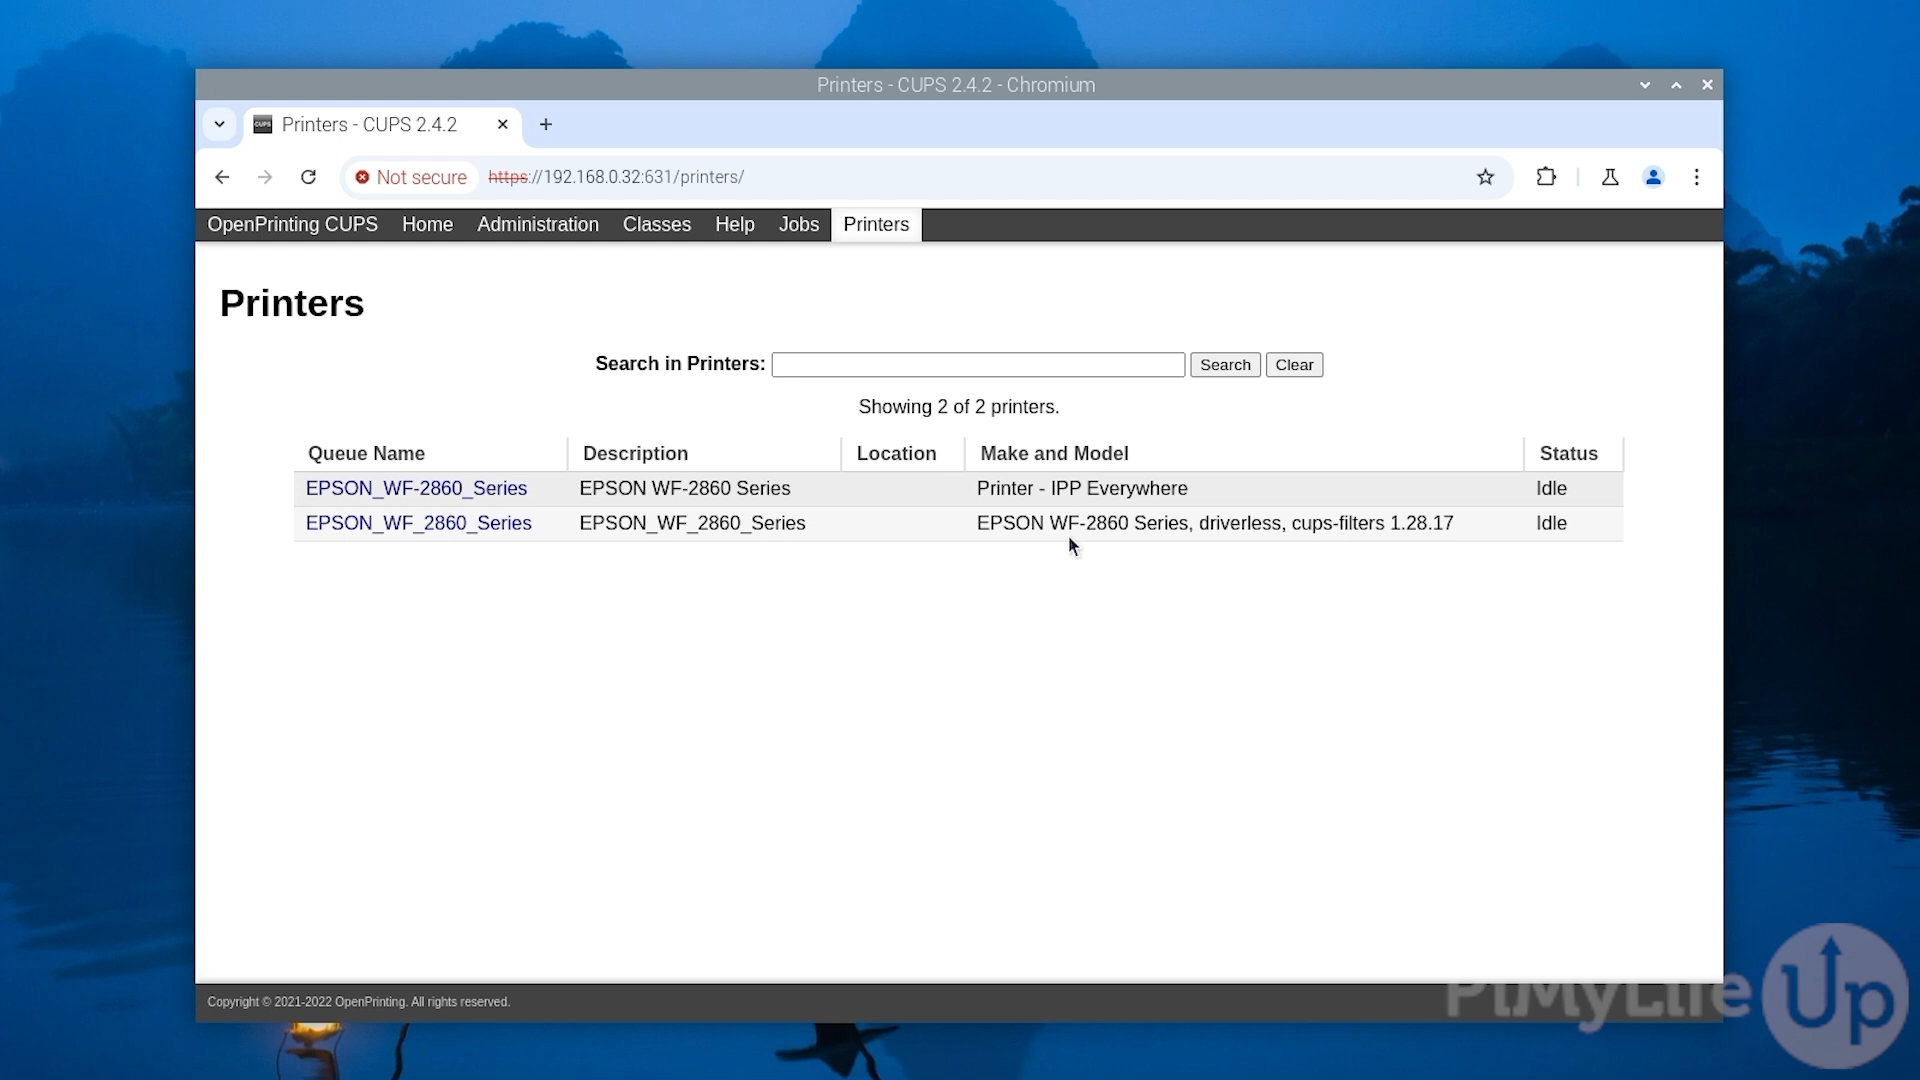 Printers - CUPS 2.4.2 - Chromium
CUPS Printers - CUPS 2.4.2
Not secure https://192.168.0.32:631/printers/
OpenPrinting CUPS Home Administration Classes Help Jobs Printers
Printers
Search in Printers: Search Clear
Showing 2 of 2 printers.
Queue Name Description Location Make and Model Status
EPSON_WF-2860_Series EPSON WF-2860 Series Printer - IPP Everywhere Idle
EPSON_WF_2860_Series EPSON_WF_2860_Series EPSON WF-2860 Series, driverless, cups-filters 1.28.17 Idle
Copyright © 2021-2022 OpenPrinting. All rights reserved.
PiMyLifeUp